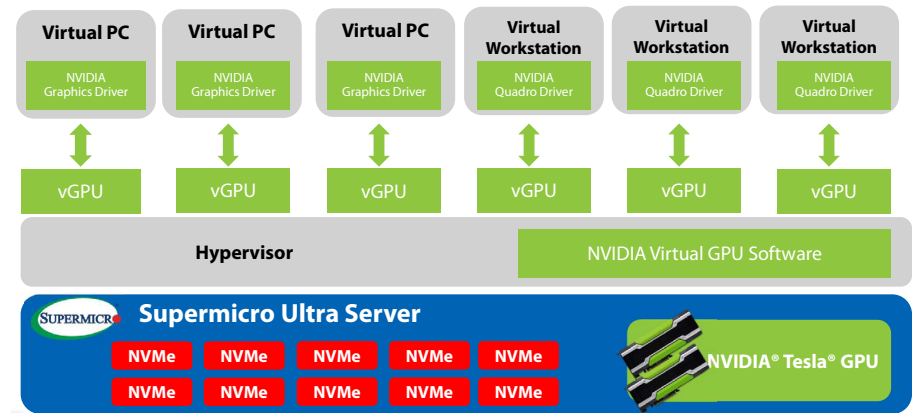 Virtual PC
Virtual PC
Virtual PC
Virtual
Workstation
Virtual
Workstation
Virtual
Workstation
NVIDIA
Graphics Driver
NVIDIA
Graphics Driver
NVIDIA
Graphics Driver
NVIDIA
Quadro Driver
NVIDIA
Quadro Driver
NVIDIA
Quadro Driver
vGPU
vGPU
vGPU
vGPU
vGPU
vGPU
Hypervisor
NVIDIA Virtual GPU Software
SUPERMICR
Supermicro Ultra Server
NVMe
NVMe
NVMe
NVMe
NVMe
NVMe
NVMe
NVMe
NVMe
NVMe
NVIDIA® Tesla® GPU